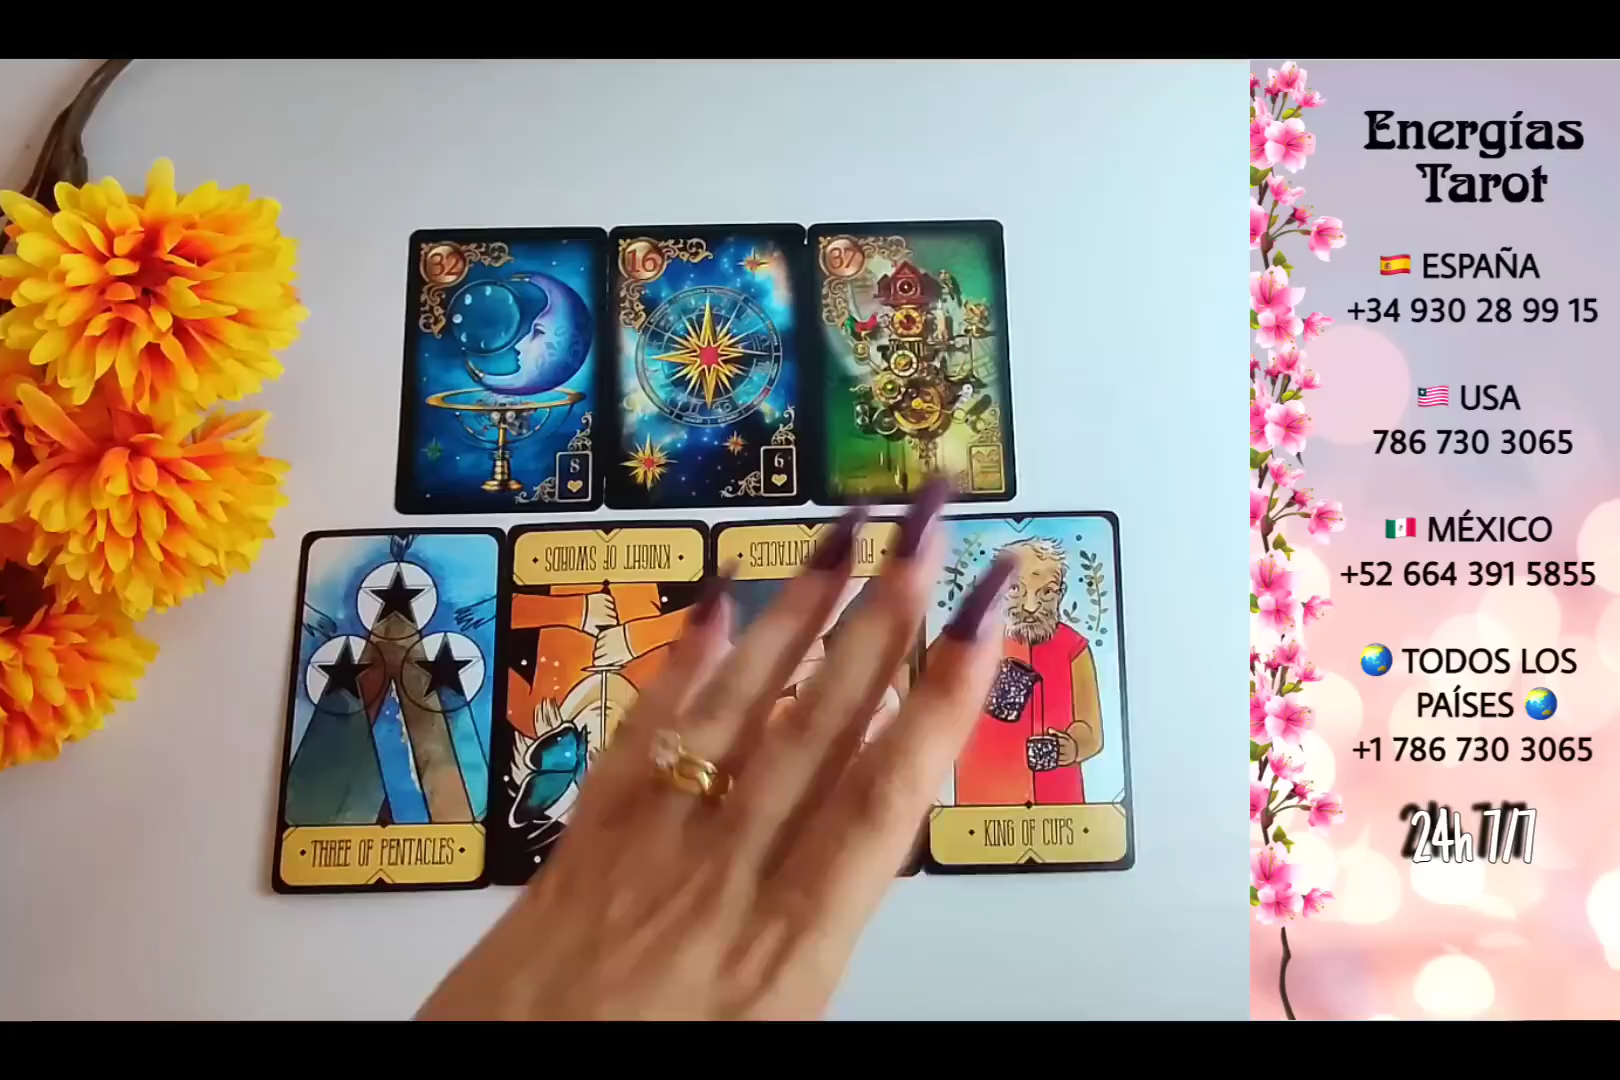 32
16
37
8
6
KNIGHT OF SWORDS
PENTACLES
THREE OF PENTACLES
KING OF CUPS
Energías
Tarot
ESPAÑA
+34 930 28 99 15
USA
786 730 3065
MÉXICO
+52 664 391 5855
TODOS LOS
PAÍSES
+1 786 730 3065
24h 7/7